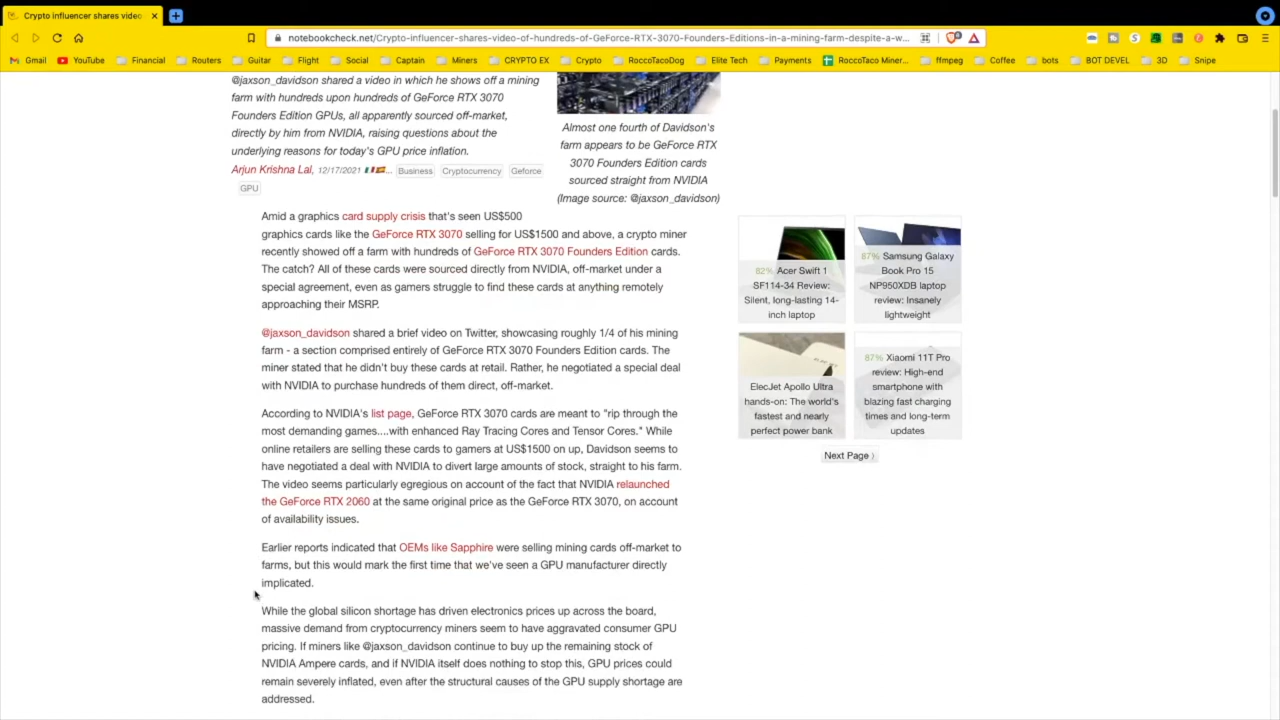 Crypto influencer shares video
notebookcheck.net/Crypto-influencer-shares-video-of-hundreds-of-GeForce-RTX-3070-Founders-Editions-in-a-mining-farm-despite-a-w...
Gmail YouTube Financial Routers Guitar Flight Social Captain Miners CRYPTO EX Crypto RoccoTacoDog Elite Tech Payments RoccoTaco Miner... ffmpeg Coffee bots BOT DEVEL 3D Snipe
@jaxson_davidson shared a video in which he shows off a mining
farm with hundreds upon hundreds of GeForce RTX 3070
Founders Edition GPUs, all apparently sourced off-market,
directly by him from NVIDIA, raising questions about the
underlying reasons for today's GPU price inflation.
Arjun Krishna Lal, 12/17/2021 ... Business Cryptocurrency Geforce
GPU
Almost one fourth of Davidson's
farm appears to be GeForce RTX
3070 Founders Edition cards
sourced straight from NVIDIA
(Image source: @jaxson_davidson)
Amid a graphics card supply crisis that's seen US$500
graphics cards like the GeForce RTX 3070 selling for US$1500 and above, a crypto miner
recently showed off a farm with hundreds of GeForce RTX 3070 Founders Edition cards.
The catch? All of these cards were sourced directly from NVIDIA, off-market under a
special agreement, even as gamers struggle to find these cards at anything remotely
approaching their MSRP.
@jaxson_davidson shared a brief video on Twitter, showcasing roughly 1/4 of his mining
farm - a section comprised entirely of GeForce RTX 3070 Founders Edition cards. The
miner stated that he didn't buy these cards at retail. Rather, he negotiated a special deal
with NVIDIA to purchase hundreds of them direct, off-market.
According to NVIDIA's list page, GeForce RTX 3070 cards are meant to "rip through the
most demanding games....with enhanced Ray Tracing Cores and Tensor Cores." While
online retailers are selling these cards to gamers at US$1500 on up, Davidson seems to
have negotiated a deal with NVIDIA to divert large amounts of stock, straight to his farm.
The video seems particularly egregious on account of the fact that NVIDIA relaunched
the GeForce RTX 2060 at the same original price as the GeForce RTX 3070, on account
of availability issues.
Earlier reports indicated that OEMs like Sapphire were selling mining cards off-market to
farms, but this would mark the first time that we've seen a GPU manufacturer directly
implicated.
While the global silicon shortage has driven electronics prices up across the board,
massive demand from cryptocurrency miners seem to have aggravated consumer GPU
pricing. If miners like @jaxson_davidson continue to buy up the remaining stock of
NVIDIA Ampere cards, and if NVIDIA itself does nothing to stop this, GPU prices could
remain severely inflated, even after the structural causes of the GPU supply shortage are
addressed.
82% Acer Swift 1
SF114-34 Review:
Silent, long-lasting 14-
inch laptop
87% Samsung Galaxy
Book Pro 15
NP950XDB laptop
review: Insanely
lightweight
ElecJet Apollo Ultra
hands-on: The world's
fastest and nearly
perfect power bank
87% Xiaomi 11T Pro
review: High-end
smartphone with
blazing fast charging
times and long-term
updates
Next Page ⟩